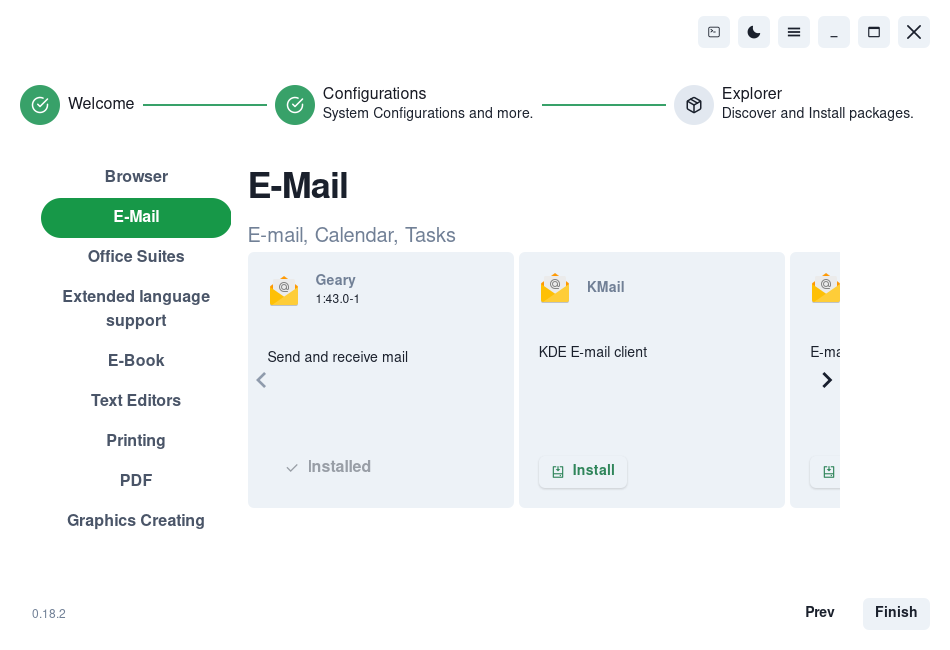 Welcome
Configurations
System Configurations and more.
Explorer
Discover and Install packages.
Browser
E-Mail
Office Suites
Extended language
support
E-Book
Text Editors
Printing
PDF
Graphics Creating
E-Mail
E-mail, Calendar, Tasks
Geary
1:43.0-1
Send and receive mail
Installed
KMail
KDE E-mail client
Install
0.18.2
Prev
Finish